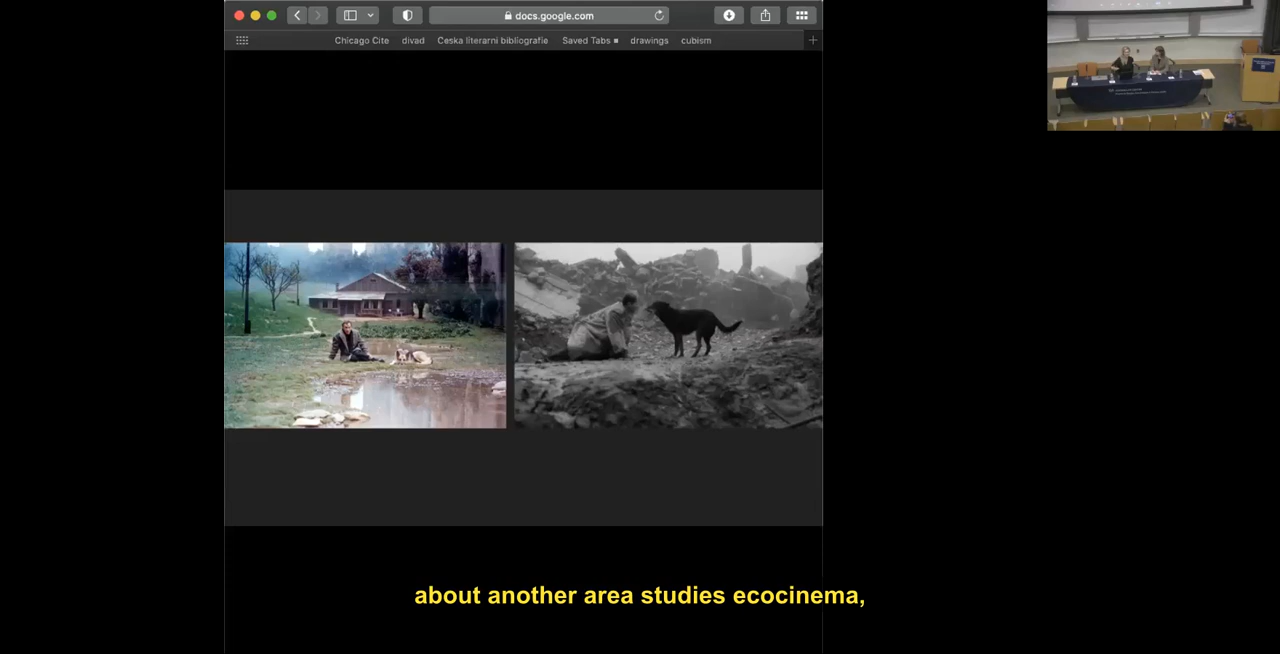 docs.google.com
Chicago Cite divad Ceska literarni bibliografie Saved Tabs drawings cubism
about another area studies ecocinema,